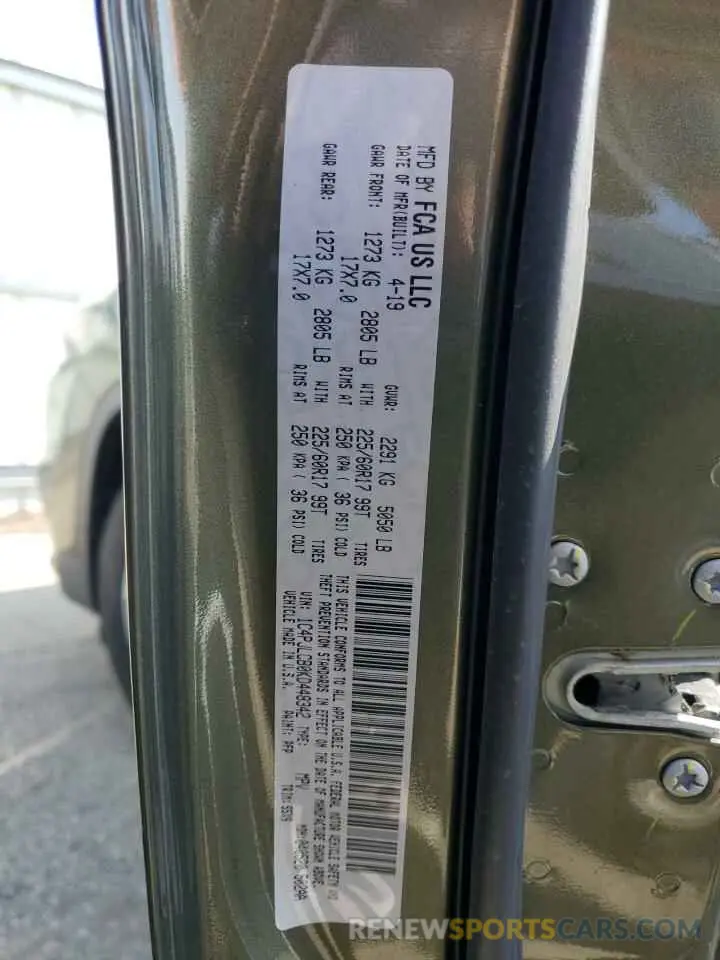 MFD BY FCA US LLC
DATE OF MFR(BUILT): 4-19 GVWR: 2291 KG 5050 LB
GAWR FRONT: 1273 KG 2805 LB WITH 225/60R17 99T TIRES
17X7.0 RIMS AT 250 KPA ( 36 PSI) COLD
GAWR REAR: 1273 KG 2805 LB WITH 225/60R17 99T TIRES
17X7.0 RIMS AT 250 KPA ( 36 PSI) COLD
THIS VEHICLE CONFORMS TO ALL APPLICABLE U.S.A. FEDERAL MOTOR VEHICLE SAFETY AND
THEFT PREVENTION STANDARDS IN EFFECT ON THE DATE OF MANUFACTURE SHOWN ABOVE.
VIN: 1C4PJLCB0KD448342 TYPE: MPV
VEHICLE MADE IN U.S.A. PAINT: PFP TRIM:
RENEWSPORTSCARS.COM